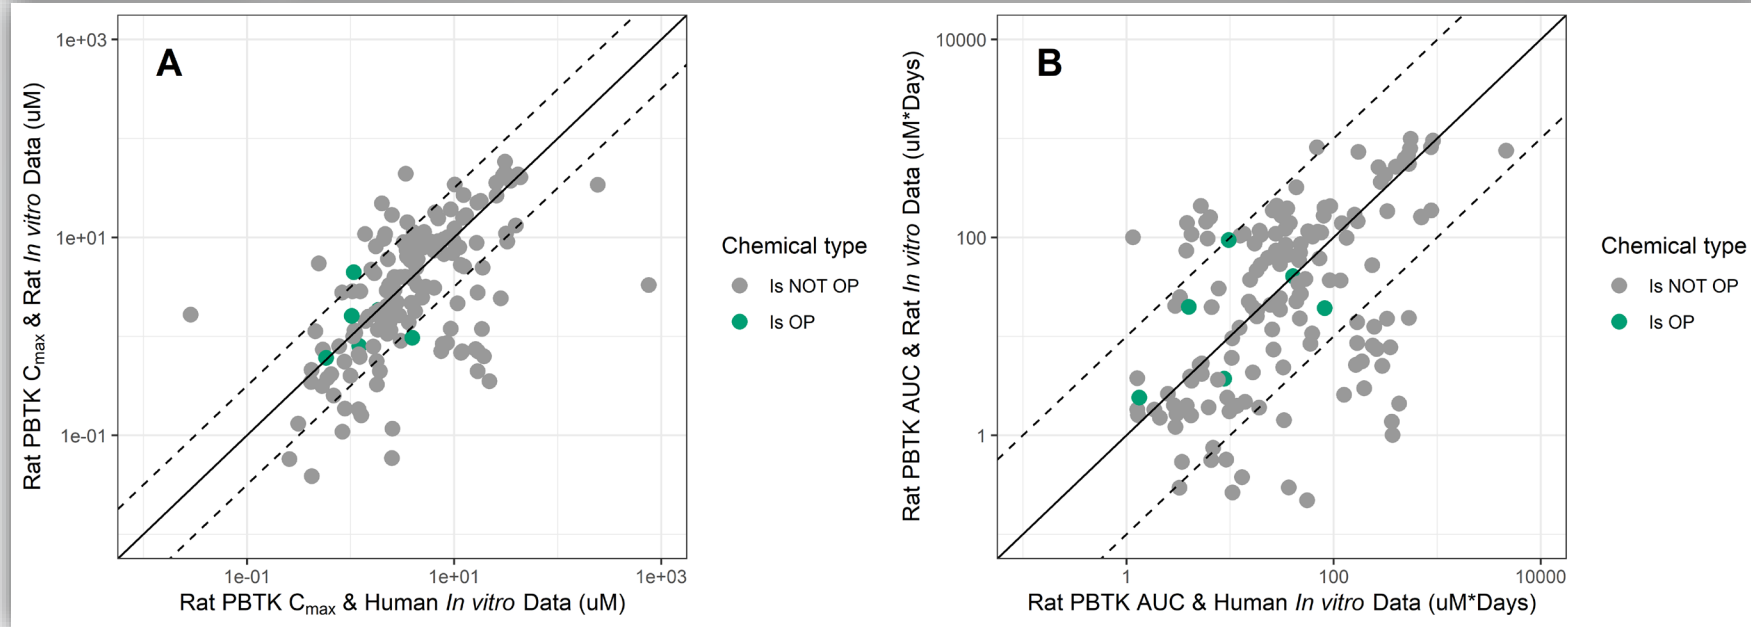 A
1e+03
1e+01
1e-01
Rat PBTK Cmax & Rat In vitro Data (uM)
1e-01
1e+01
1e+03
Rat PBTK Cmax & Human In vitro Data (uM)
Chemical type
Is NOT OP
Is OP
B
10000
100
1
Rat PBTK AUC & Rat In vitro Data (uM*Days)
1
100
10000
Rat PBTK AUC & Human In vitro Data (uM*Days)
Chemical type
Is NOT OP
Is OP